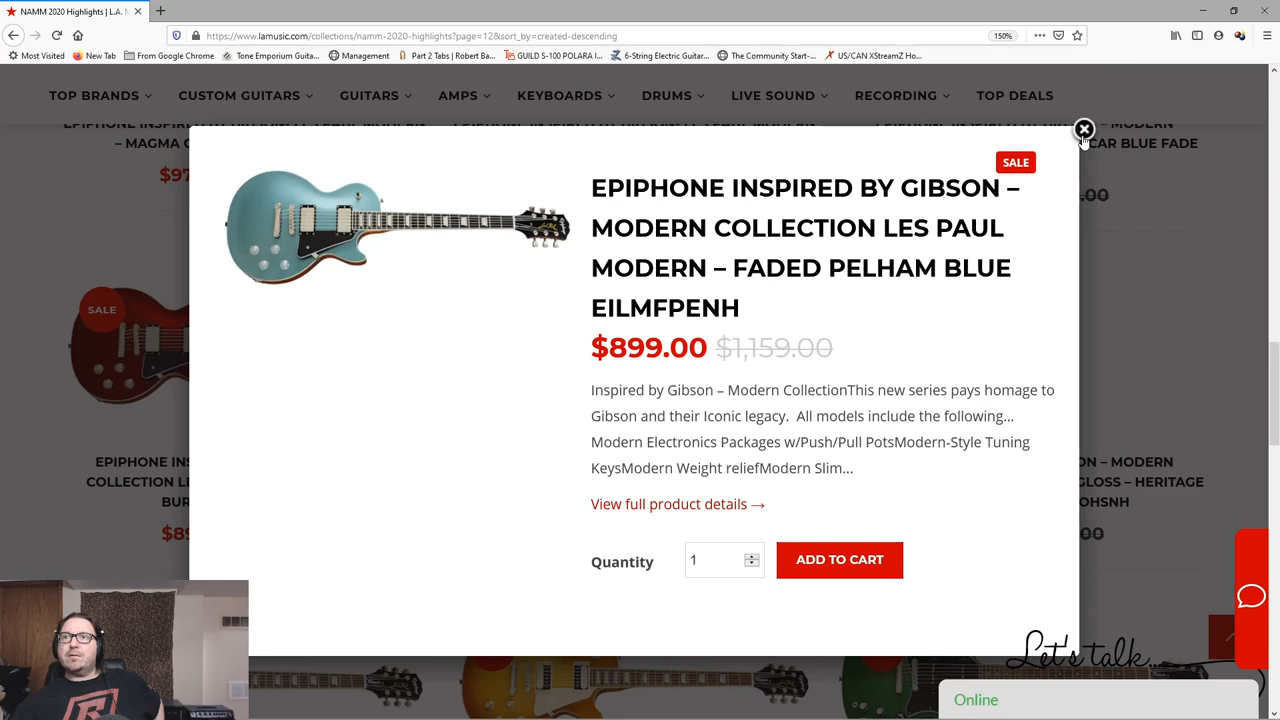 NAMM 2020 Highlights | L.A. M
https://www.lamusic.com/collections/namm-2020-highlights?page=12&sort_by=created-descending
150%
Most Visited
New Tab
From Google Chrome
Tone Emporium Guita...
Management
Part 2 Tabs | Robert Ba...
GUILD S-100 POLARA I...
6-String Electric Guitar...
The Community Start-...
US/CAN XStreamZ Ho...
TOP BRANDS
CUSTOM GUITARS
GUITARS
AMPS
KEYBOARDS
DRUMS
LIVE SOUND
RECORDING
TOP DEALS
– MAGMA
CAR BLUE FADE
$97
.00
SALE
EPIPHONE INSPIRED BY GIBSON –
MODERN COLLECTION LES PAUL
MODERN – FADED PELHAM BLUE
EILMFPENH
$899.00 $1,159.00
Inspired by Gibson – Modern CollectionThis new series pays homage to
Gibson and their Iconic legacy. All models include the following...
Modern Electronics Packages w/Push/Pull PotsModern-Style Tuning
KeysModern Weight reliefModern Slim...
View full product details →
Quantity
1
ADD TO CART
SALE
EPIPHONE INS
COLLECTION LE
BUR
$89
ON – MODERN
GLOSS – HERITAGE
OHSNH
00
Let's talk...
Online